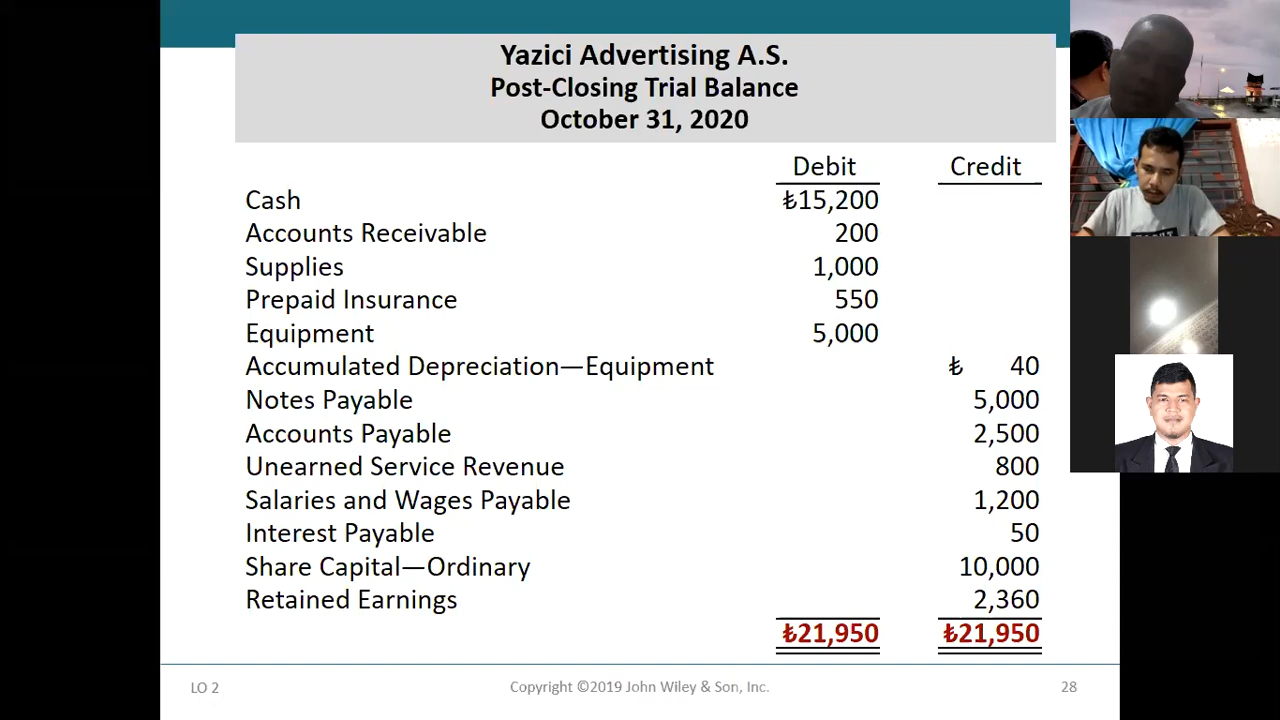 Yazici Advertising A.S.
Post-Closing Trial Balance
October 31, 2020
Debit Credit
Cash ₺15,200
Accounts Receivable 200
Supplies 1,000
Prepaid Insurance 550
Equipment 5,000
Accumulated Depreciation—Equipment ₺ 40
Notes Payable 5,000
Accounts Payable 2,500
Unearned Service Revenue 800
Salaries and Wages Payable 1,200
Interest Payable 50
Share Capital—Ordinary 10,000
Retained Earnings 2,360
₺21,950 ₺21,950
LO 2 Copyright ©2019 John Wiley & Son, Inc. 28